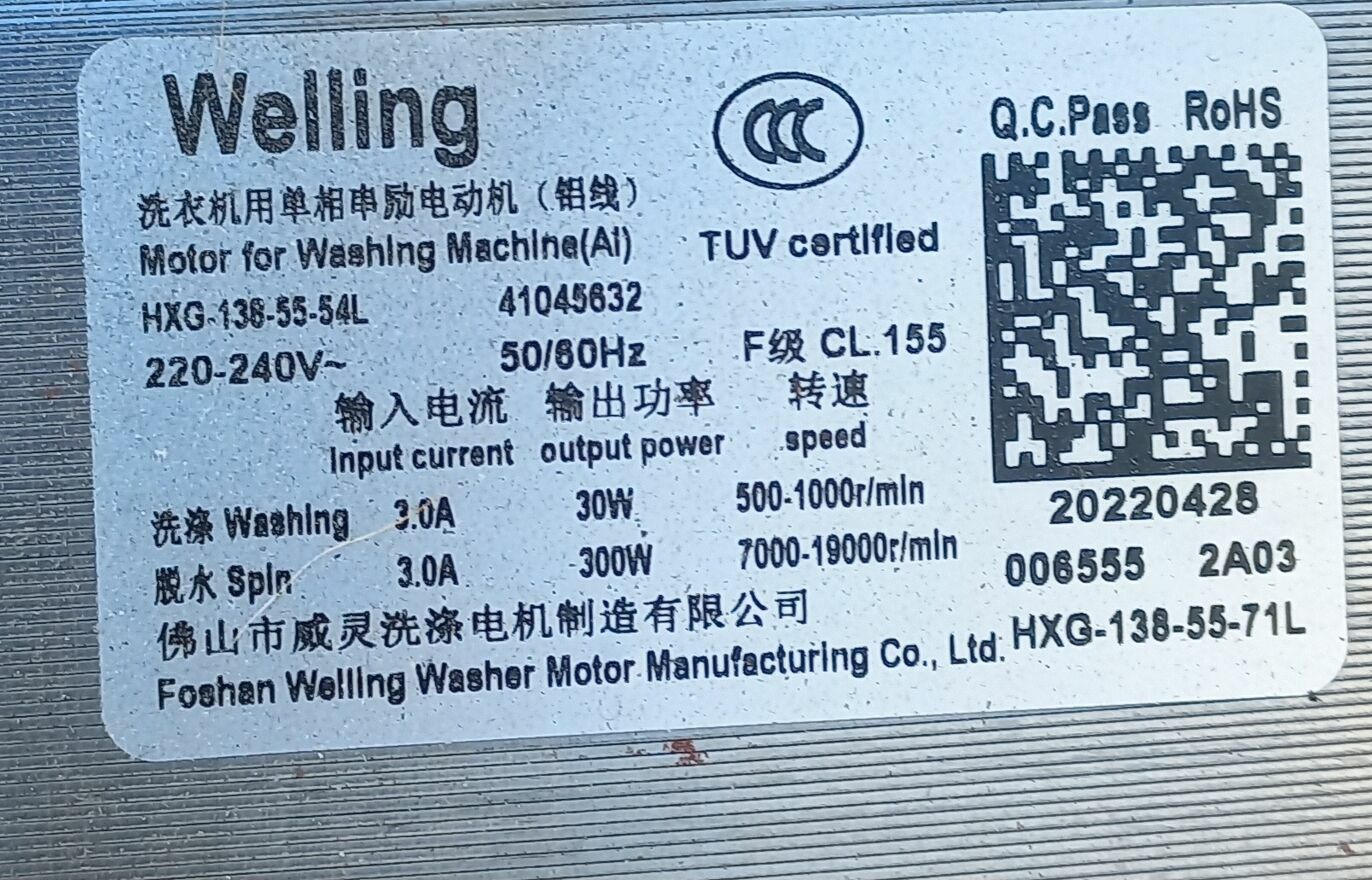 Welling
Q.C.Pass RoHS
洗衣机用单相串励电动机（铝线）
Motor for Washing Machine(Al) TUV certified
HXG-138-55-54L 41045632
220-240V~ 50/60Hz F级 CL.155
输入电流 输出功率 转速
Input current output power speed
洗涤 Washing 3.0A 30W 500-1000r/min
脱水 Spin 3.0A 300W 7000-19000r/min
20220428
006555 2A03
佛山市威灵洗涤电机制造有限公司
HXG-138-55-71L
Foshan Welling Washer Motor Manufacturing Co., Ltd.